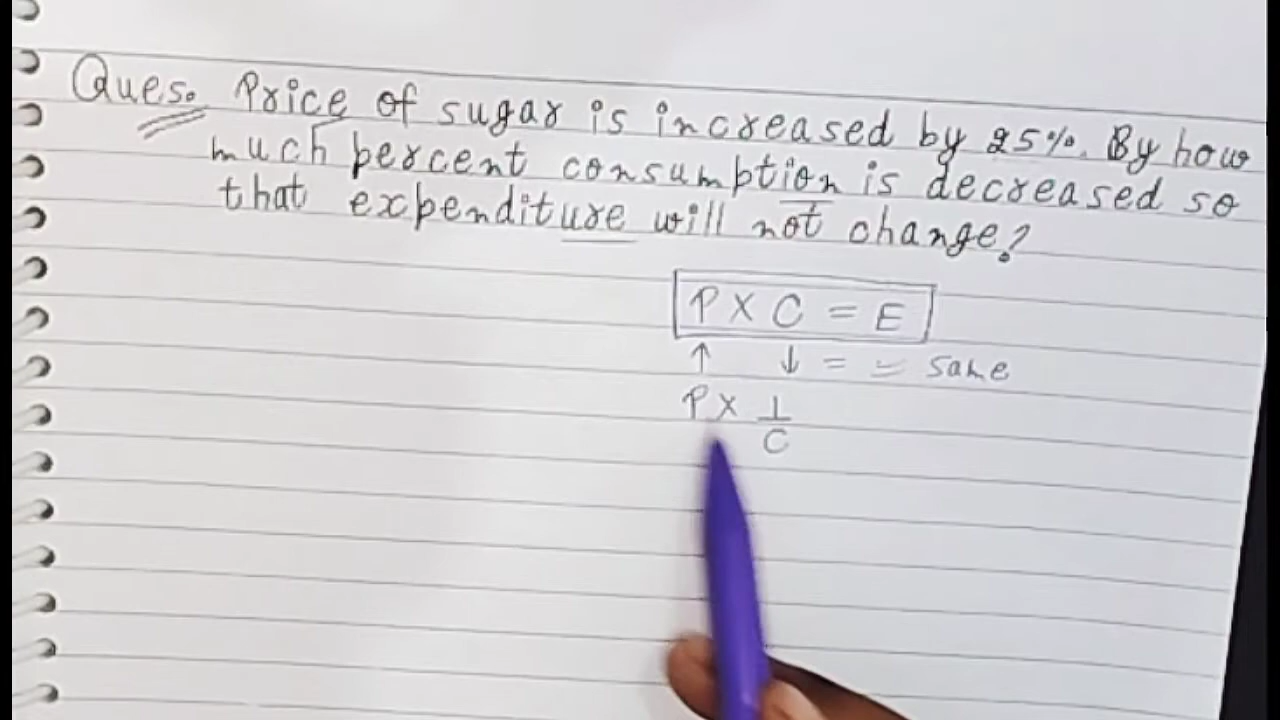 Ques. Price of sugar is increased by 25%. By how
much percent consumption is decreased so
that expenditure will not change?
P X C = E
↑ ↓ = = same
P X 1/C